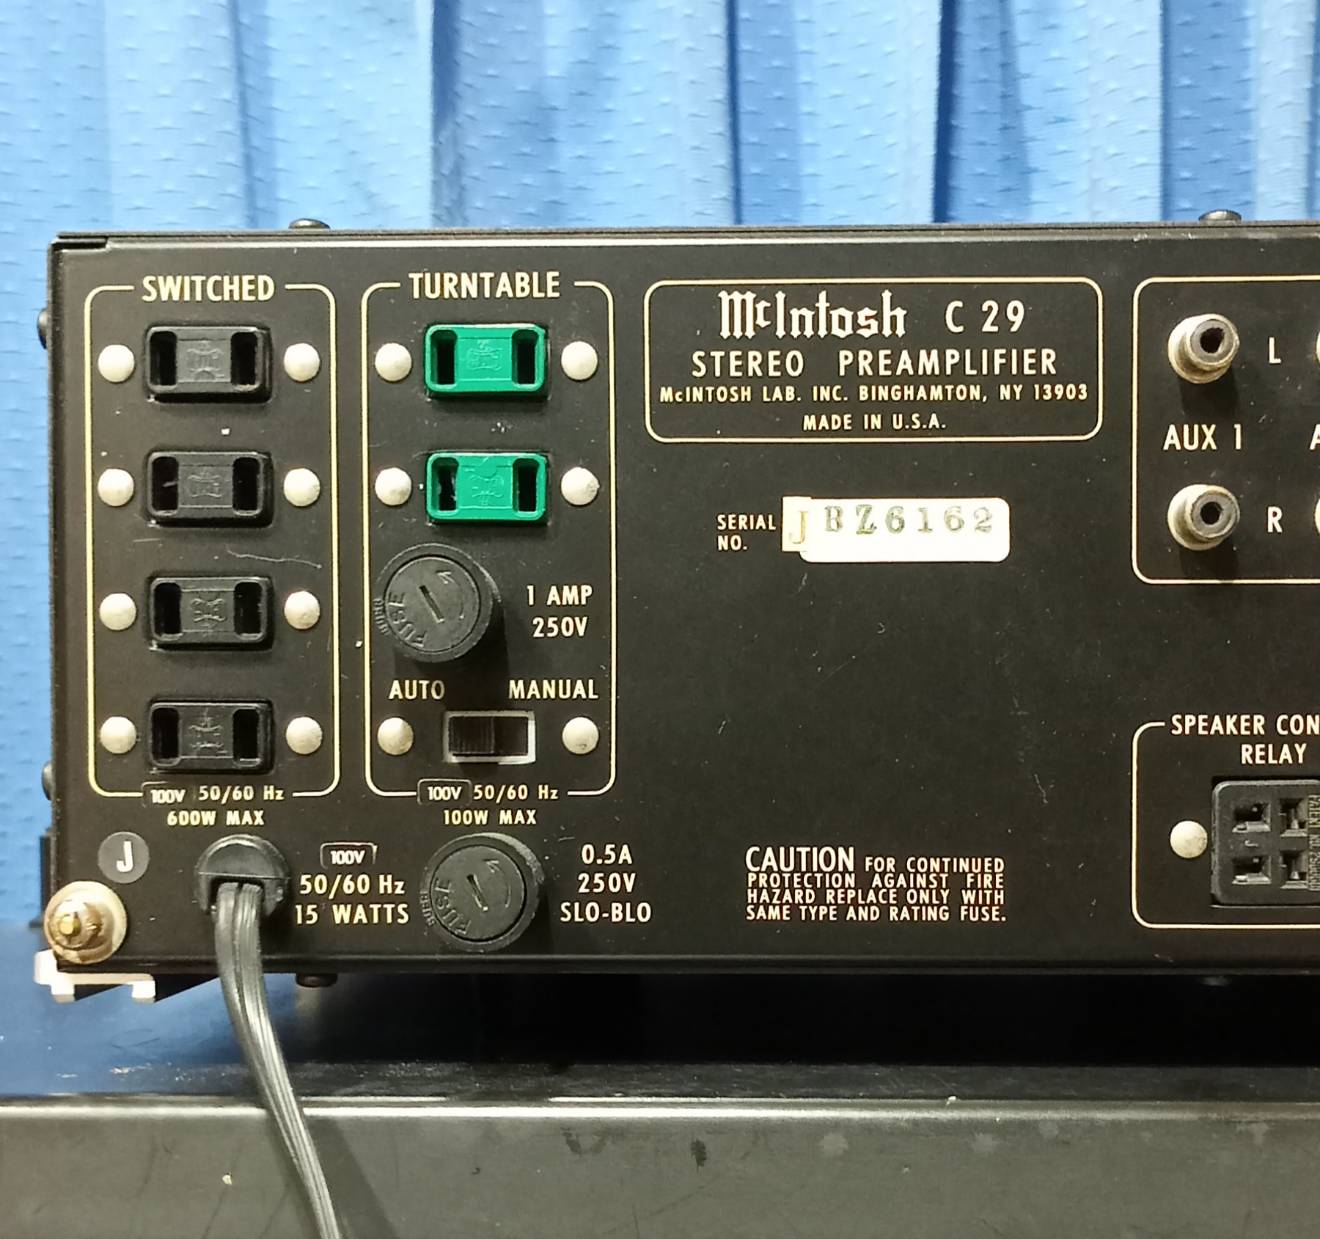 SWITCHED
100V 50/60 Hz
600W MAX
TURNTABLE
FUSE
1 AMP
250V
AUTO MANUAL
100V 50/60 Hz
100W MAX
J
100V
50/60 Hz
15 WATTS
FUSE
0.5A
250V
SLO-BLO
McIntosh C 29
STEREO PREAMPLIFIER
McINTOSH LAB. INC. BINGHAMTON, NY 13903
MADE IN U.S.A.
SERIAL
NO.
J BZ6162
CAUTION FOR CONTINUED
PROTECTION AGAINST FIRE
HAZARD REPLACE ONLY WITH
SAME TYPE AND RATING FUSE.
L
AUX 1 A
R
SPEAKER CON
RELAY